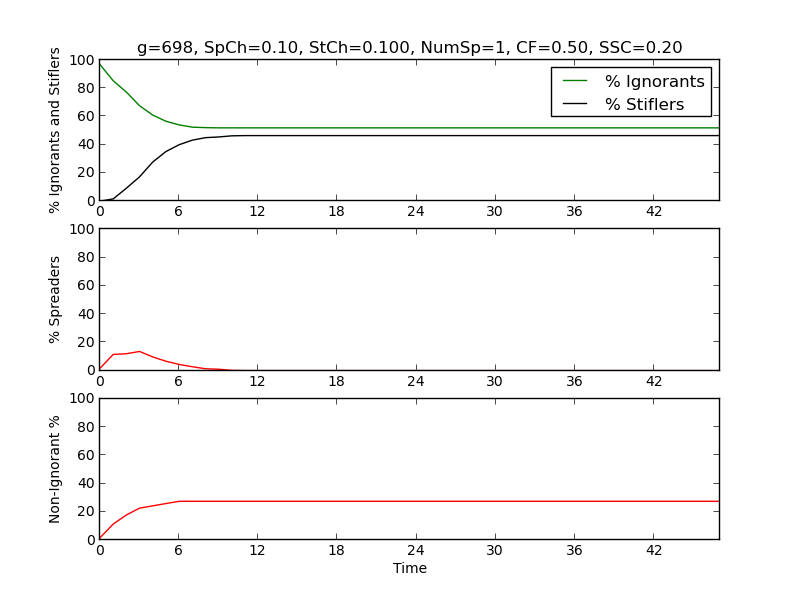 g=698, SpCh=0.10, StCh=0.100, NumSp=1, CF=0.50, SSC=0.20
% Ignorants and Stiflers
100
80
60
40
20
0
% Ignorants
% Stiflers
0 6 12 18 24 30 36 42
% Spreaders
100
80
60
40
20
0
0 6 12 18 24 30 36 42
Non-Ignorant %
100
80
60
40
20
0
0 6 12 18 24 30 36 42
Time